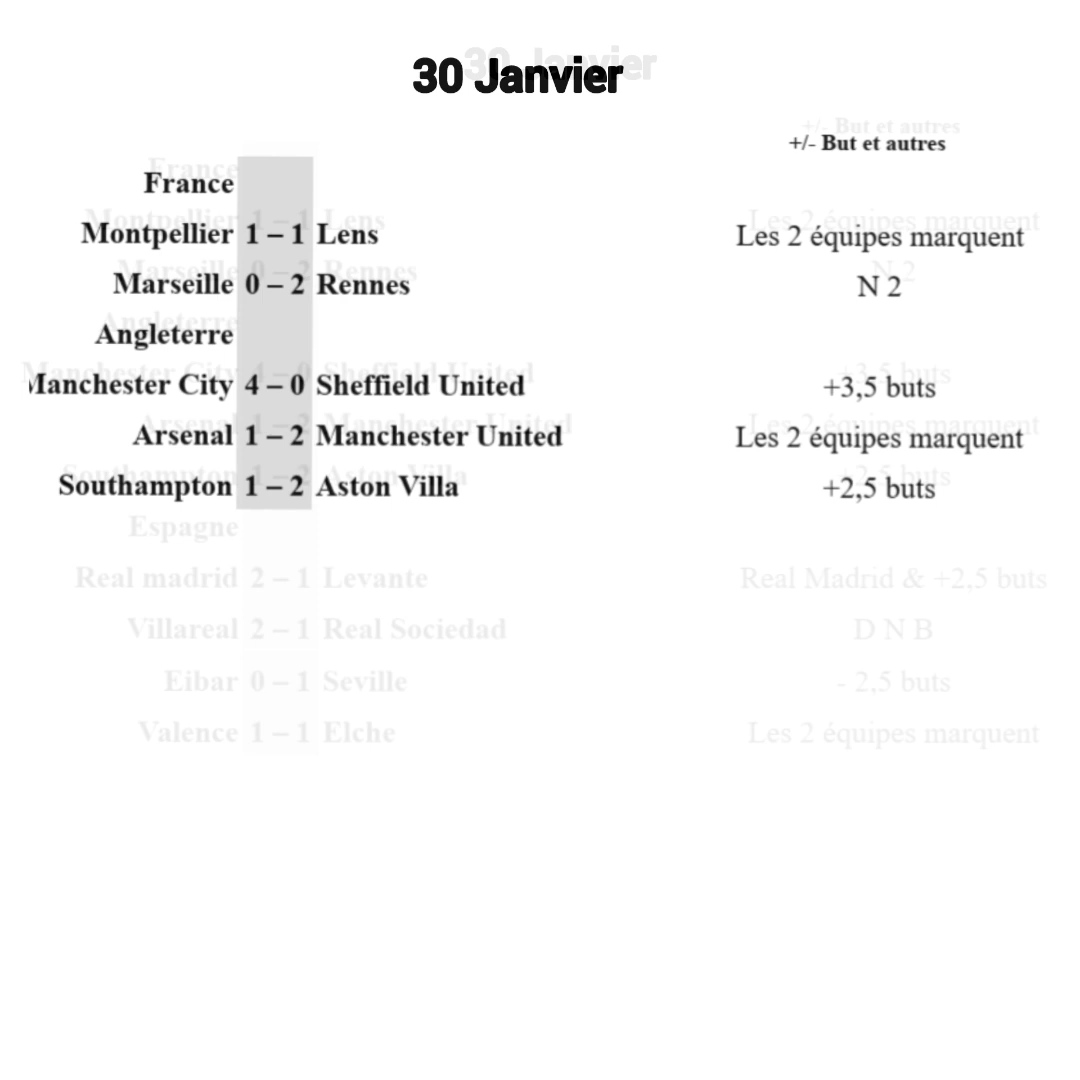 30 Janvier
+/- But et autres
France
Montpellier 1 – 1 Lens Les 2 équipes marquent
Marseille 0 – 2 Rennes N 2
Angleterre
Manchester City 4 – 0 Sheffield United +3,5 buts
Arsenal 1 – 2 Manchester United Les 2 équipes marquent
Southampton 1 – 2 Aston Villa +2,5 buts
Espagne
Real madrid 2 – 1 Levante Real Madrid & +2,5 buts
Villareal 2 – 1 Real Sociedad D N B
Eibar 0 – 1 Seville - 2,5 buts
Valence 1 – 1 Elche Les 2 équipes marquent